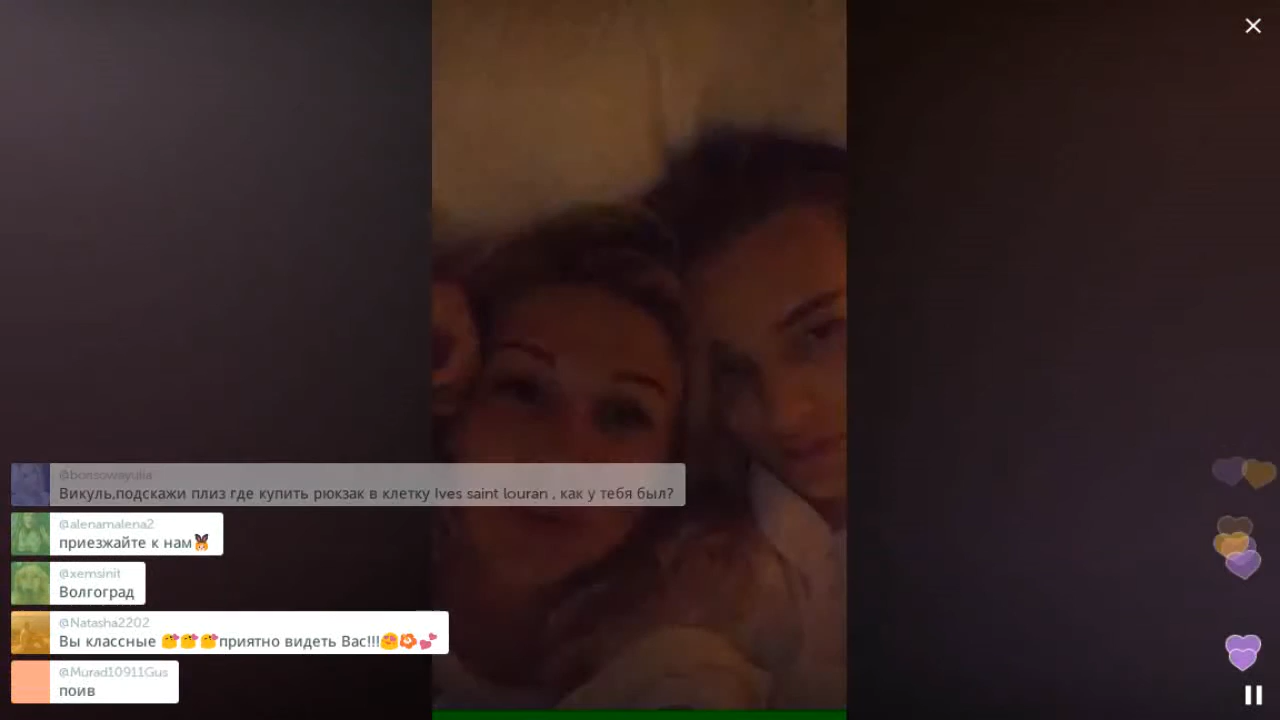 @borisowayulia
Викуль,подскажи плиз где купить рюкзак в клетку Ives saint louran , как у тебя был?
@alenamalena2
приезжайте к нам
@xemsinit
Волгоград
@Natasha2202
Вы классные приятно видеть Вас!!!
@Murad10911Gus
поив